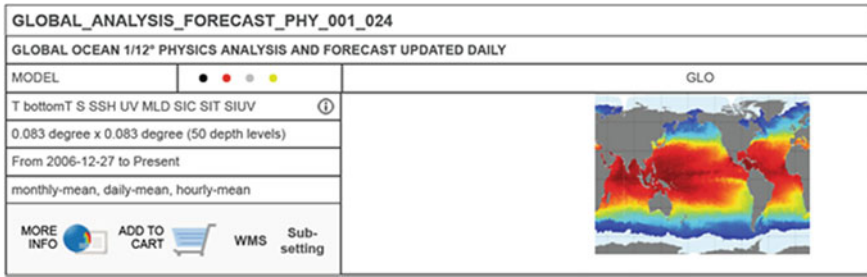 GLOBAL_ANALYSIS_FORECAST_PHY_001_024
GLOBAL OCEAN 1/12° PHYSICS ANALYSIS AND FORECAST UPDATED DAILY
MODEL GLO
T bottomT S SSH UV MLD SIC SIT SIUV
0.083 degree x 0.083 degree (50 depth levels)
From 2006-12-27 to Present
monthly-mean, daily-mean, hourly-mean
MORE INFO
ADD TO CART
WMS
Sub-setting